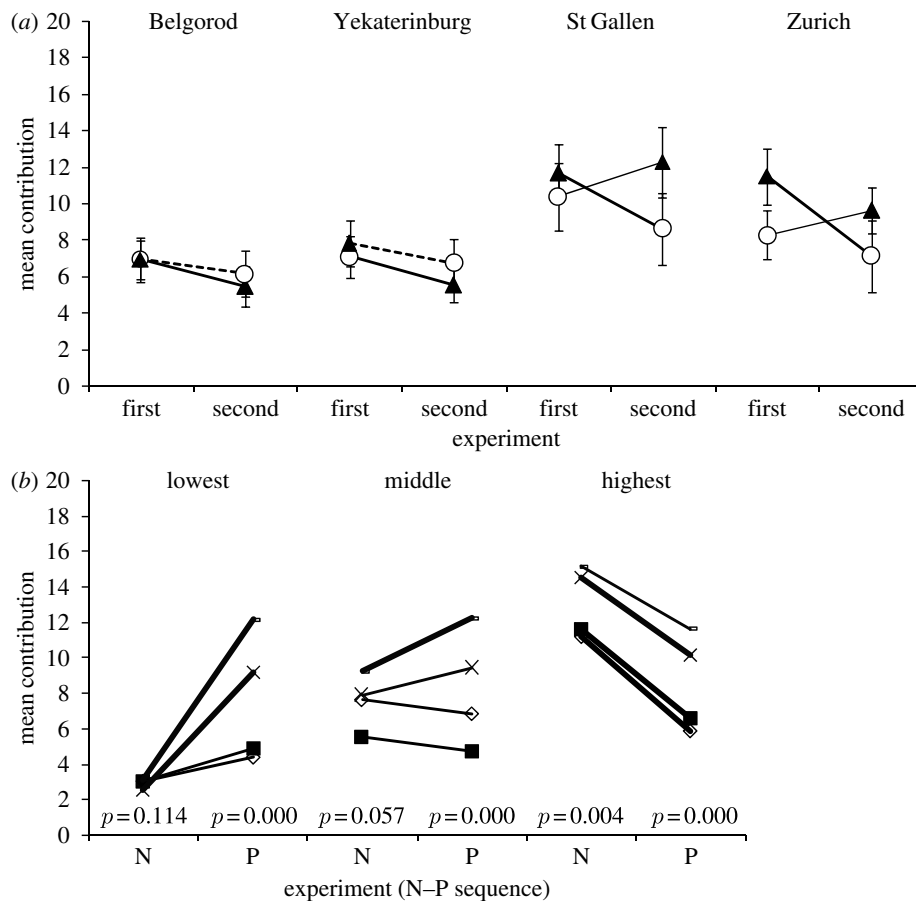 (a) 20 Belgorod Yekaterinburg St Gallen Zurich
18
16
14
12
10
8
6
4
2
0
mean contribution
first second first second first second first second
experiment
(b) 20 lowest middle highest
18
16
14
12
10
8
6
4
2
0
mean contribution
p=0.114 p=0.000 p=0.057 p=0.000 p=0.004 p=0.000
N P N P N P
experiment (N–P sequence)